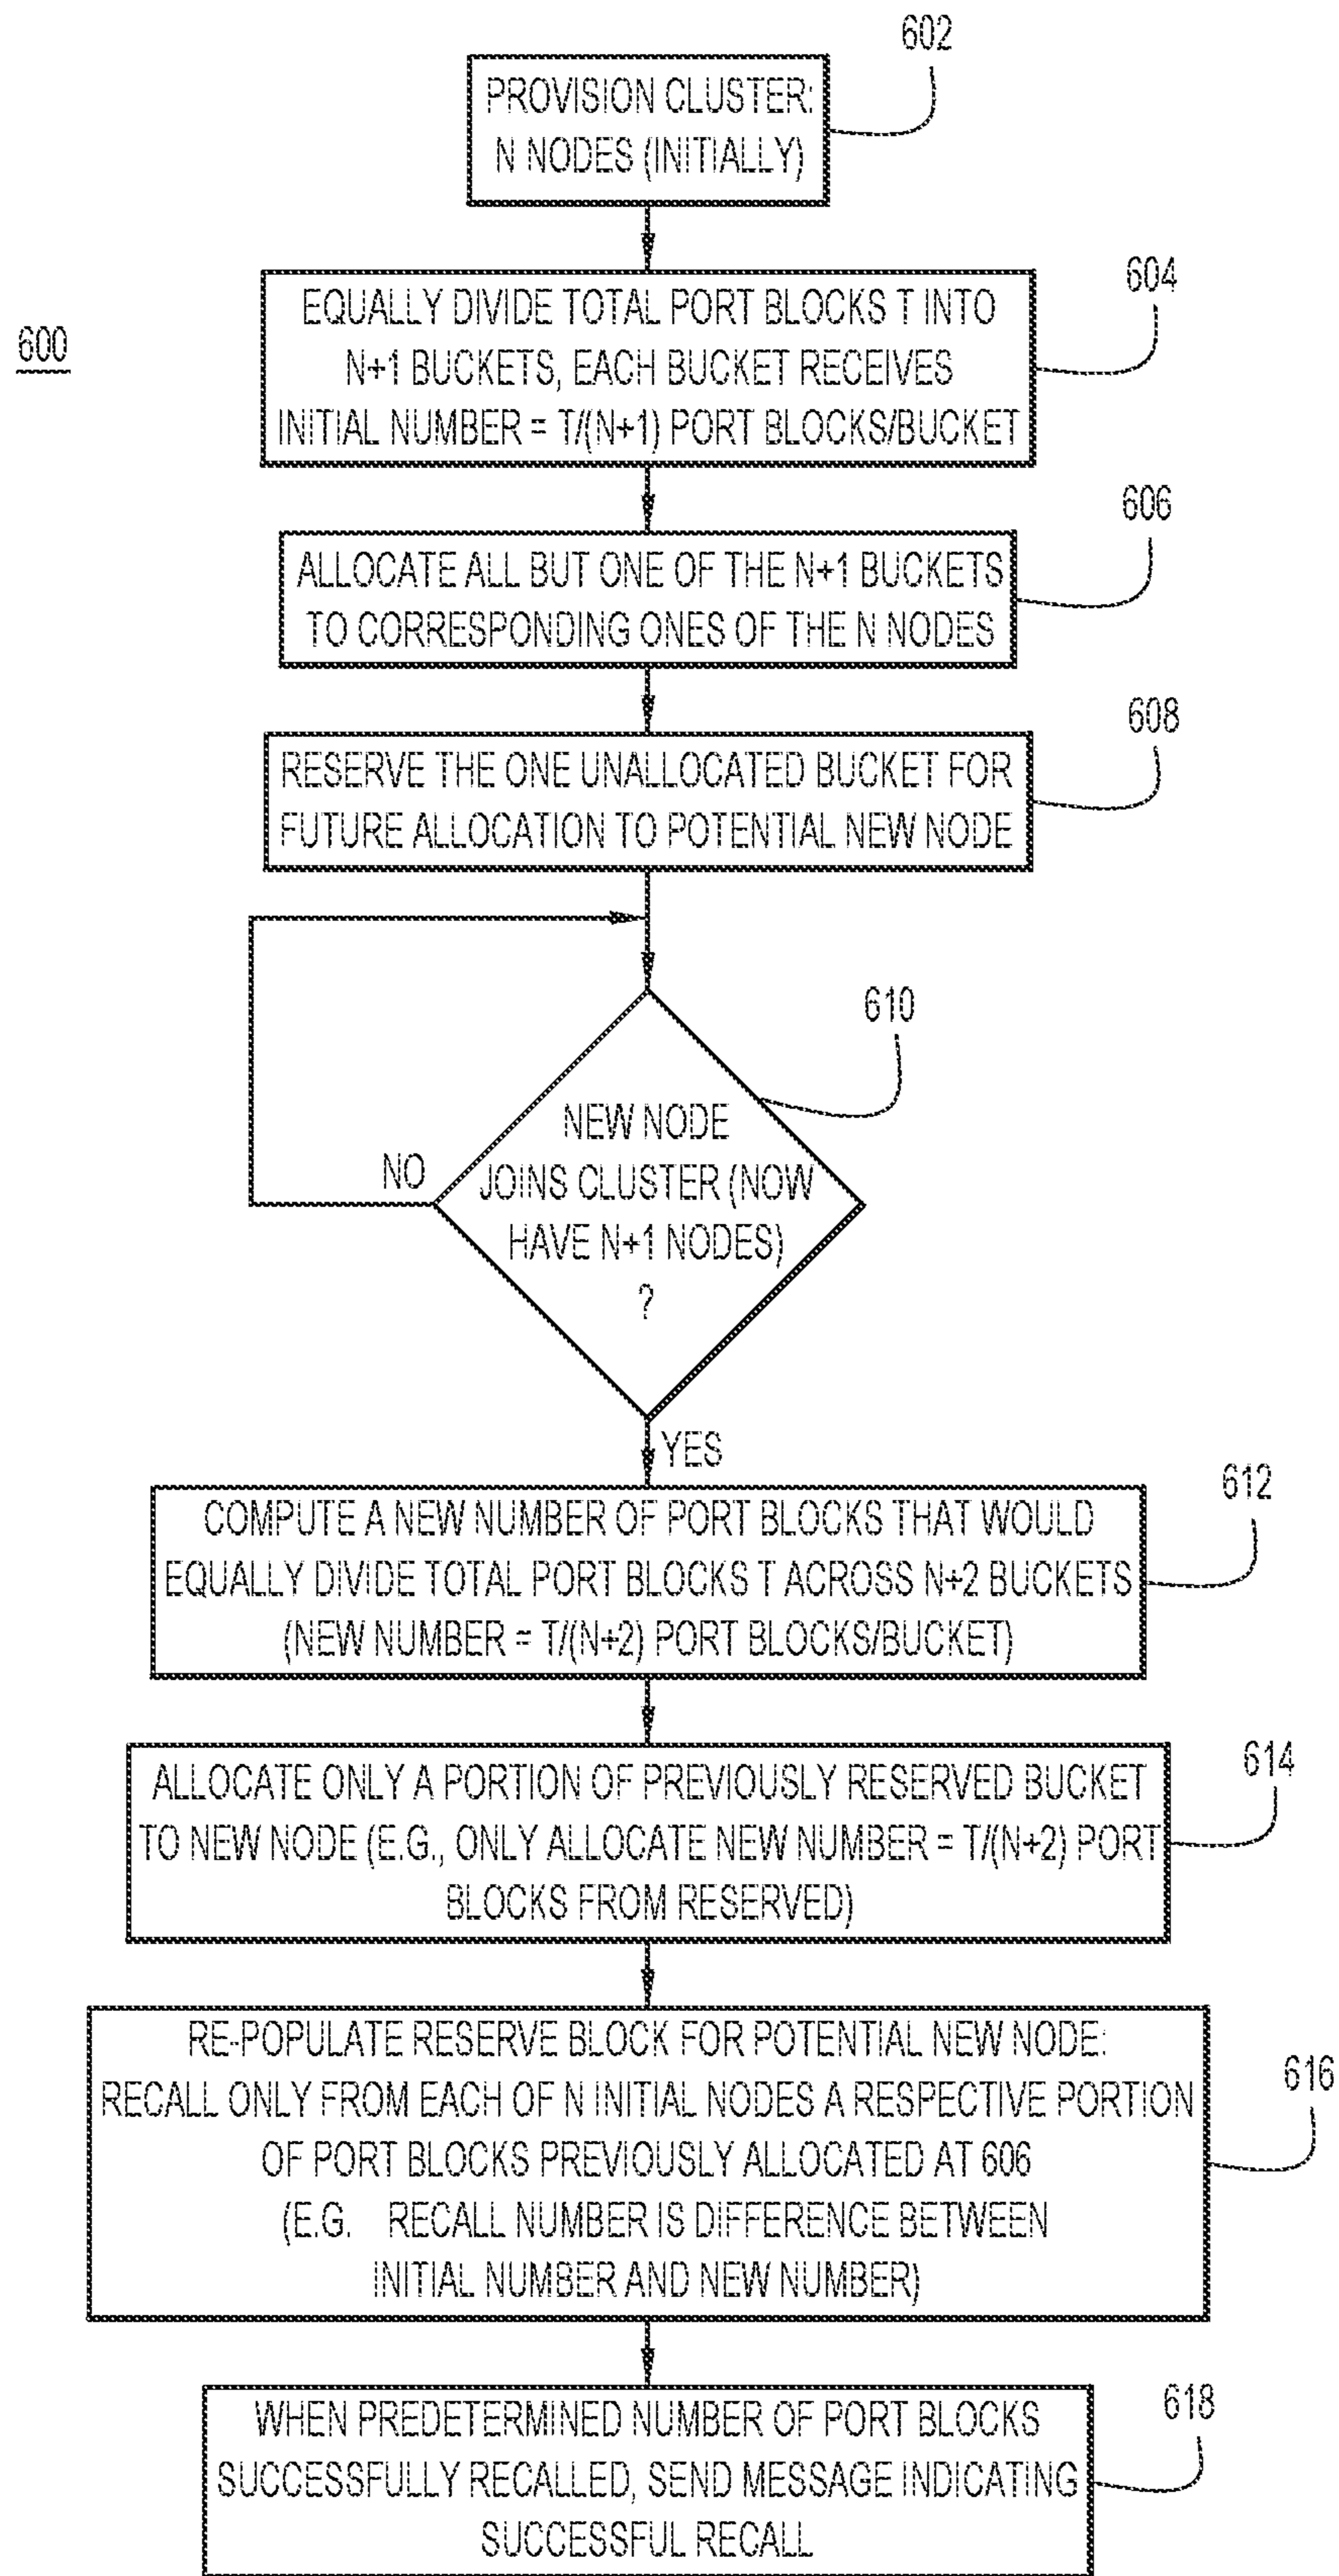 602
PROVISION CLUSTER:
N NODES (INITIALLY)
604
EQUALLY DIVIDE TOTAL PORT BLOCKS T INTO
N+1 BUCKETS, EACH BUCKET RECEIVES
INITIAL NUMBER = T/(N+1) PORT BLOCKS/BUCKET
600
606
ALLOCATE ALL BUT ONE OF THE N+1 BUCKETS
TO CORRESPONDING ONES OF THE N NODES
608
RESERVE THE ONE UNALLOCATED BUCKET FOR
FUTURE ALLOCATION TO POTENTIAL NEW NODE
610
NEW NODE
JOINS CLUSTER (NOW
HAVE N+1 NODES)
?
NO
YES
612
COMPUTE A NEW NUMBER OF PORT BLOCKS THAT WOULD
EQUALLY DIVIDE TOTAL PORT BLOCKS T ACROSS N+2 BUCKETS
(NEW NUMBER = T/(N+2) PORT BLOCKS/BUCKET)
614
ALLOCATE ONLY A PORTION OF PREVIOUSLY RESERVED BUCKET
TO NEW NODE (E.G., ONLY ALLOCATE NEW NUMBER = T/(N+2) PORT
BLOCKS FROM RESERVED)
616
RE-POPULATE RESERVE BLOCK FOR POTENTIAL NEW NODE:
RECALL ONLY FROM EACH OF N INITIAL NODES A RESPECTIVE PORTION
OF PORT BLOCKS PREVIOUSLY ALLOCATED AT 606
(E.G. RECALL NUMBER IS DIFFERENCE BETWEEN
INITIAL NUMBER AND NEW NUMBER)
618
WHEN PREDETERMINED NUMBER OF PORT BLOCKS
SUCCESSFULLY RECALLED, SEND MESSAGE INDICATING
SUCCESSFUL RECALL